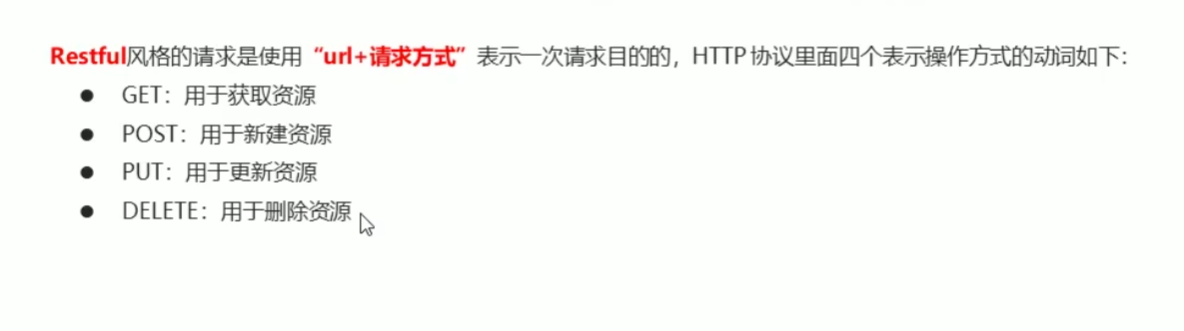 Restful风格的请求是使用“url+请求方式”表示一次请求目的的，HTTP 协议里面四个表示操作方式的动词如下：
● GET：用于获取资源
● POST：用于新建资源
● PUT：用于更新资源
● DELETE：用于删除资源